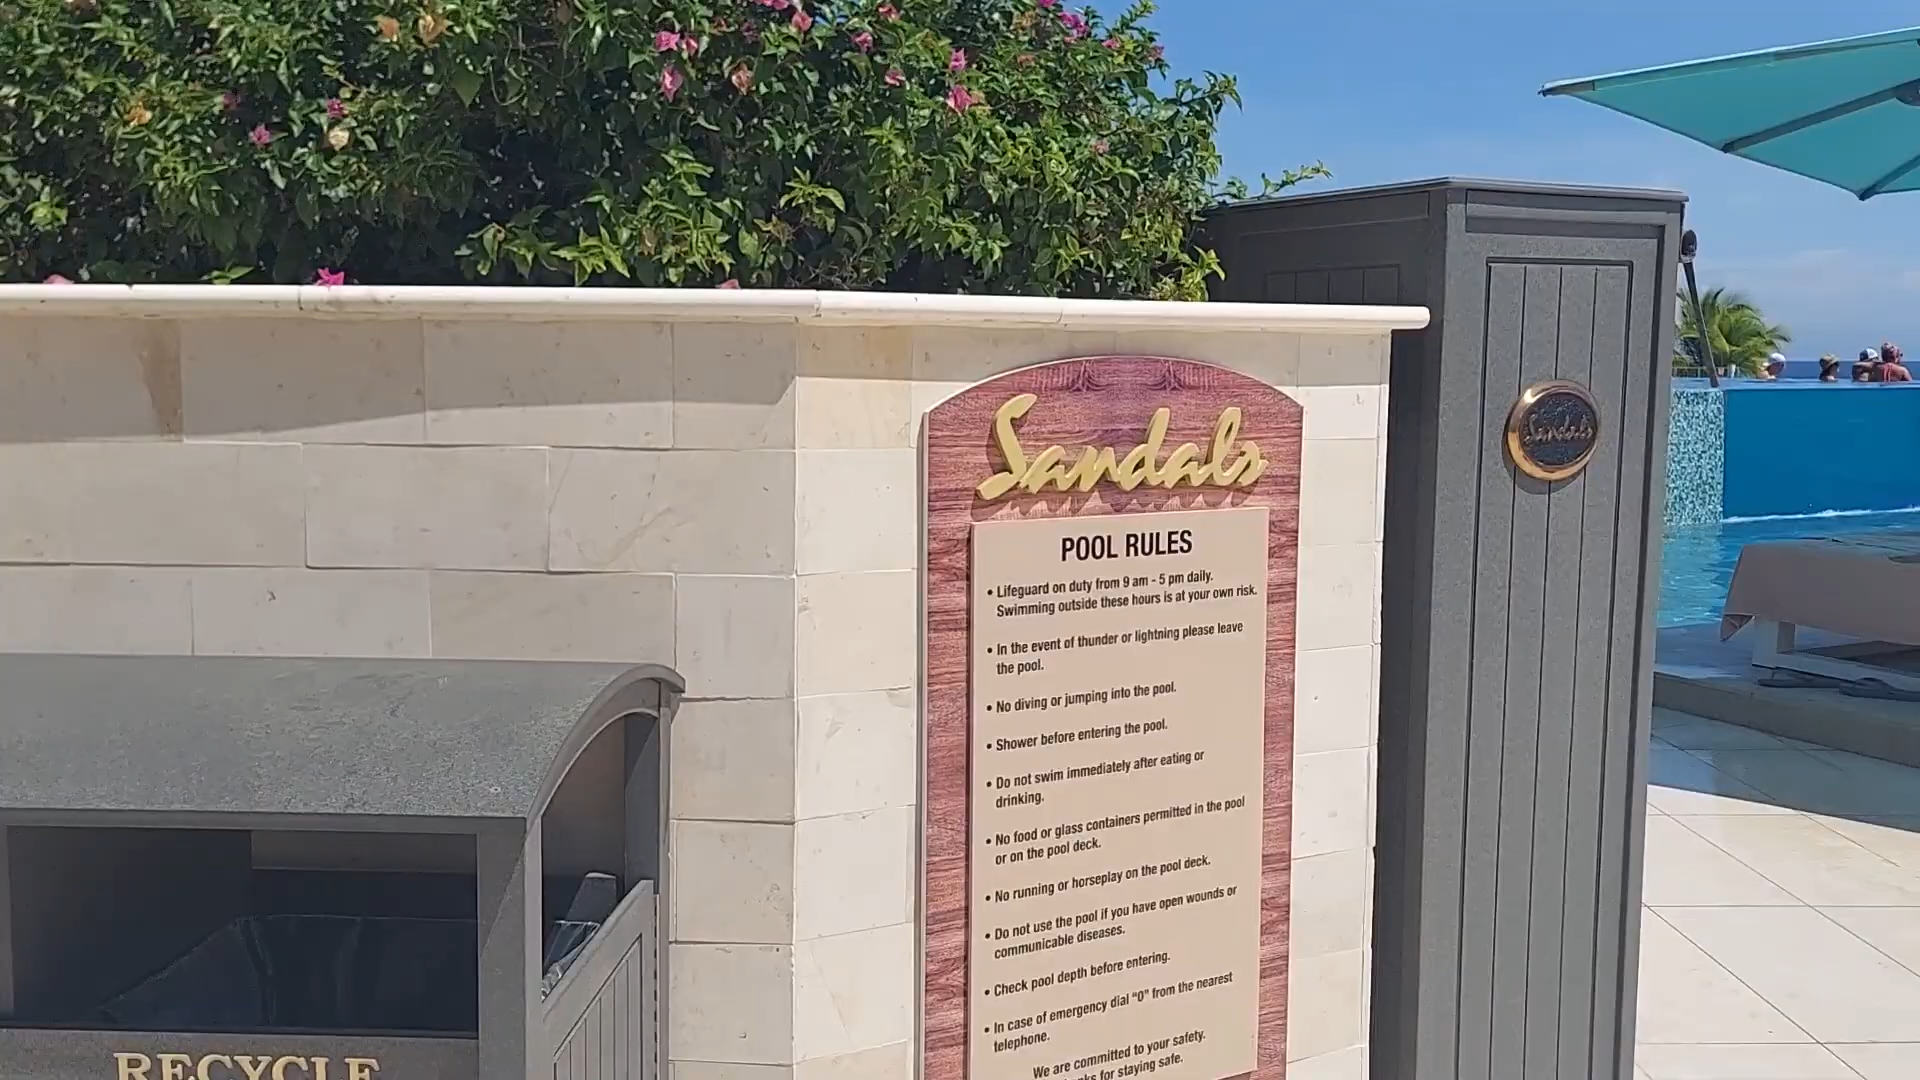 Sandals
POOL RULES
• Lifeguard on duty from 9 am - 5 pm daily.
Swimming outside these hours is at your own risk.
• In the event of thunder or lightning please leave
the pool.
• No diving or jumping into the pool.
• Shower before entering the pool.
• Do not swim immediately after eating or
drinking.
• No food or glass containers permitted in the pool
or on the pool deck.
• No running or horseplay on the pool deck.
• Do not use the pool if you have open wounds or
communicable diseases.
• Check pool depth before entering.
• In case of emergency dial "0" from the nearest
telephone.
We are committed to your safety.
for staying safe.
Sandals
RECYCLE